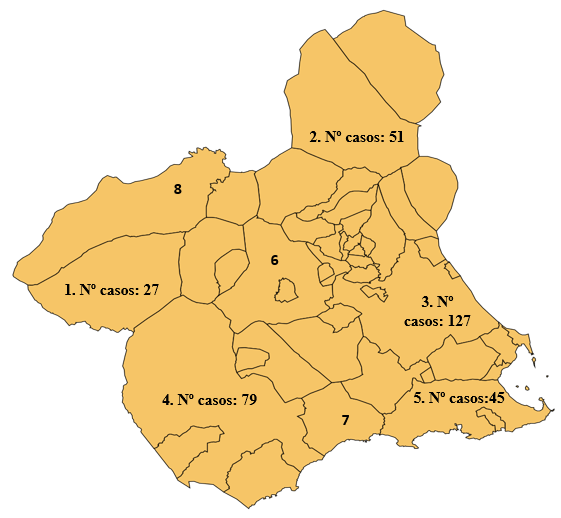 2. Nº casos: 51
8
6
1. Nº casos: 27
3. Nº
casos: 127
4. Nº casos: 79
5. Nº casos:45
7